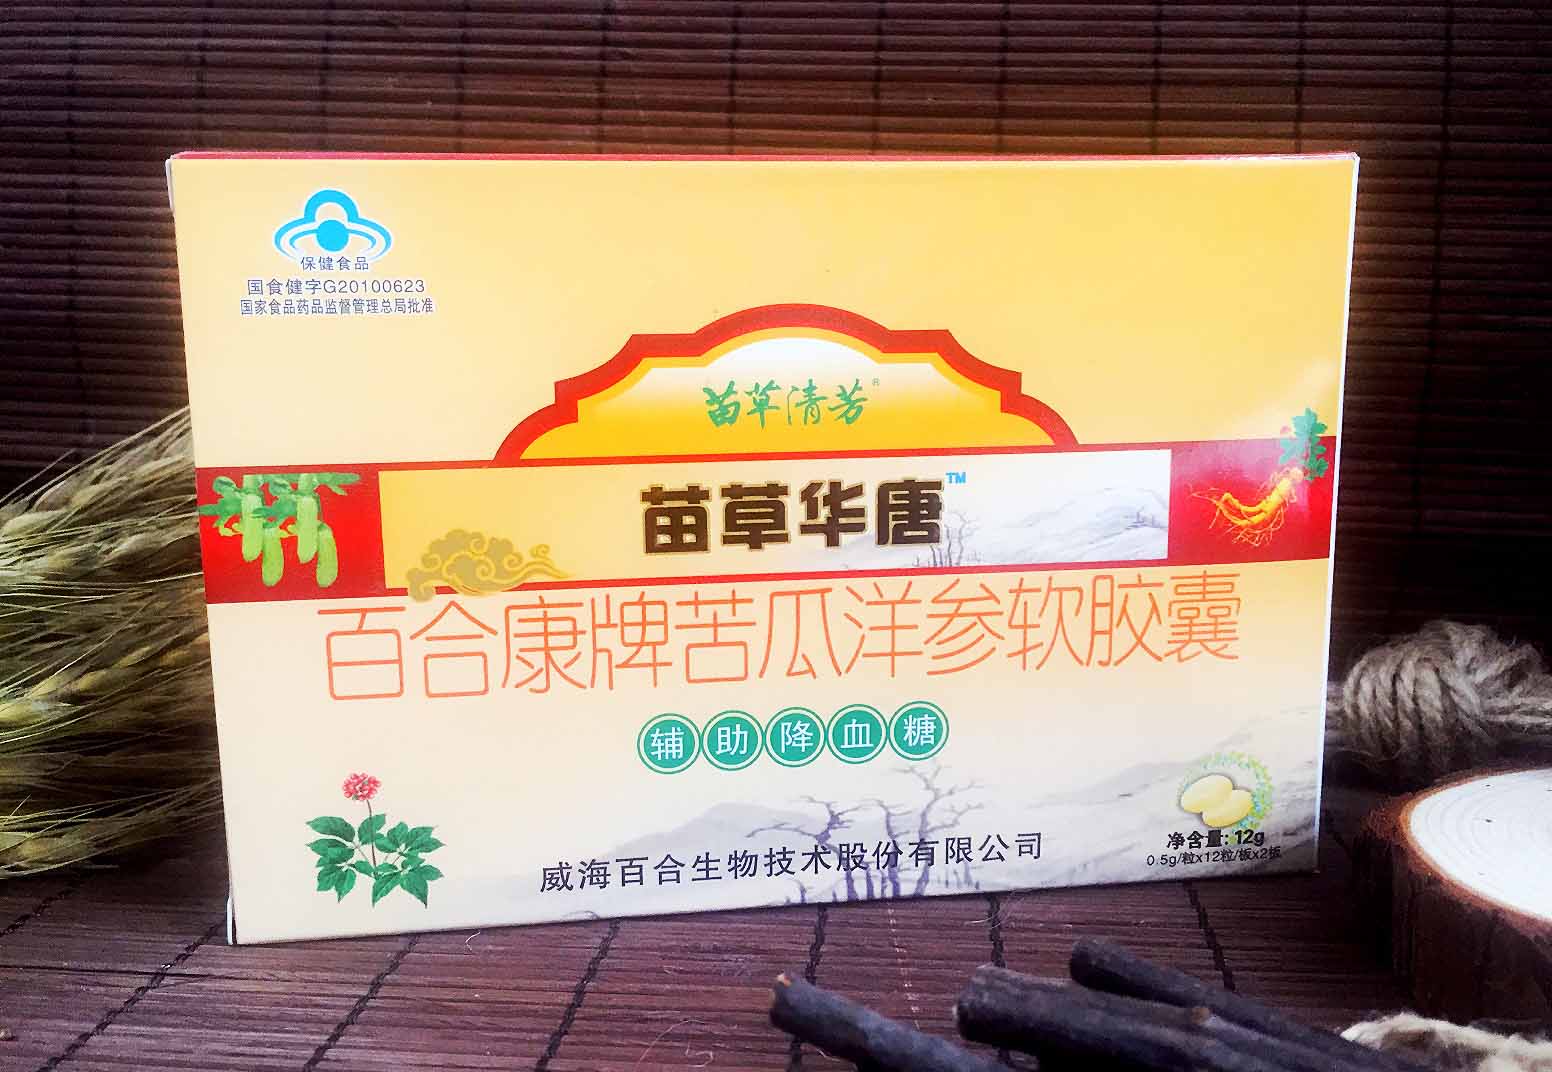 保健食品
国食健字G20100623
国家食品药品监督管理总局批准
苗草清芳®
苗草华唐™
百合康牌苦瓜洋参软胶囊
辅助降血糖
净含量: 12g
0.5g/粒x12粒/板x2板
威海百合生物技术股份有限公司